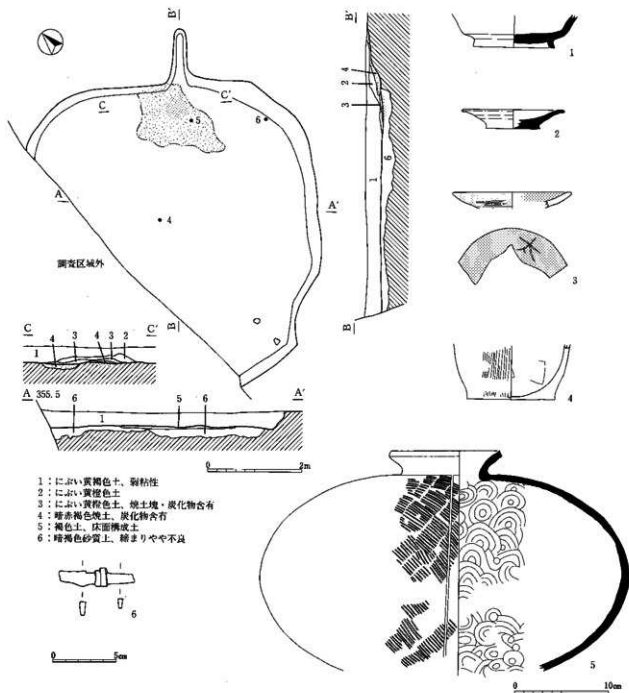 B'
B'
C
C'
5
6
4
2
3
1
6
A
A'
4
調査区域外
B
B
1
2
3
4
C
C'
4 3 4 3 2
1
A 355.5
A'
6 1 5 6
0 2m
1:にぶい黄褐色土、弱粘性
2:にぶい黄橙色土
3:にぶい黄橙色土、焼土塊・炭化物含有
4:暗赤褐色焼土、炭化物含有
5:褐色土、床面構成土
6:暗褐色砂質土、締まりやや不良
6
0 5cm
5
0 10cm